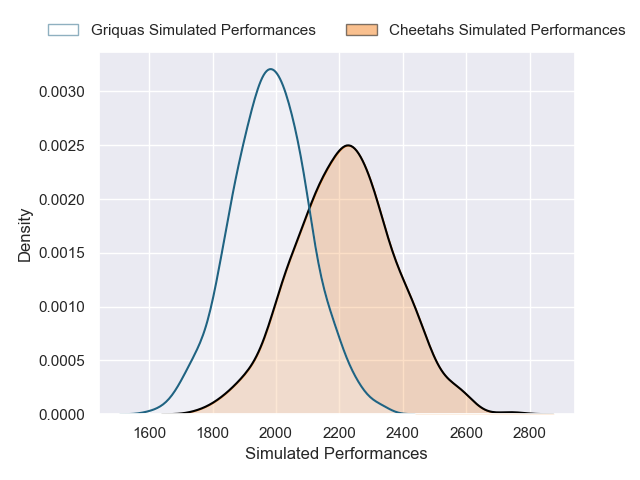 Griquas Simulated Performances
Cheetahs Simulated Performances
0.0030
0.0025
0.0020
0.0015
0.0010
0.0005
0.0000
Density
1600 1800 2000 2200 2400 2600 2800
Simulated Performances